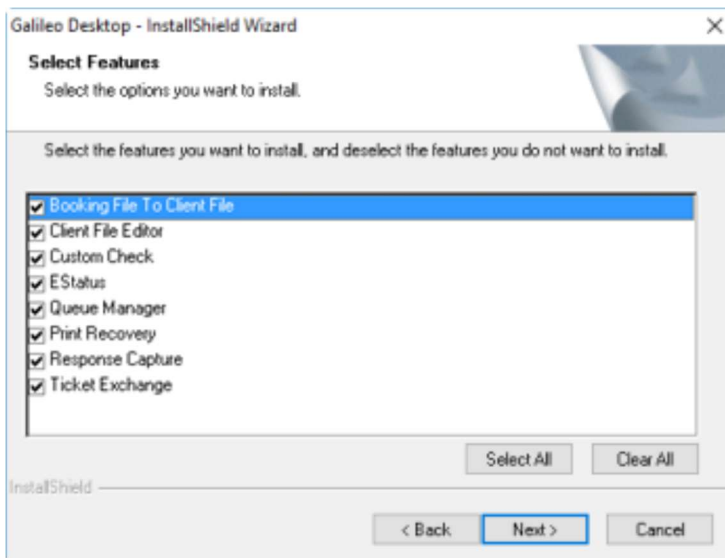 Galileo Desktop - InstallShield Wizard
Select Features
Select the options you want to install.
Select the features you want to install, and deselect the features you do not want to install.
Booking File To Client File
Client File Editor
Custom Check
EStatus
Queue Manager
Print Recovery
Response Capture
Ticket Exchange
Select All Clear All
InstallShield
< Back Next > Cancel